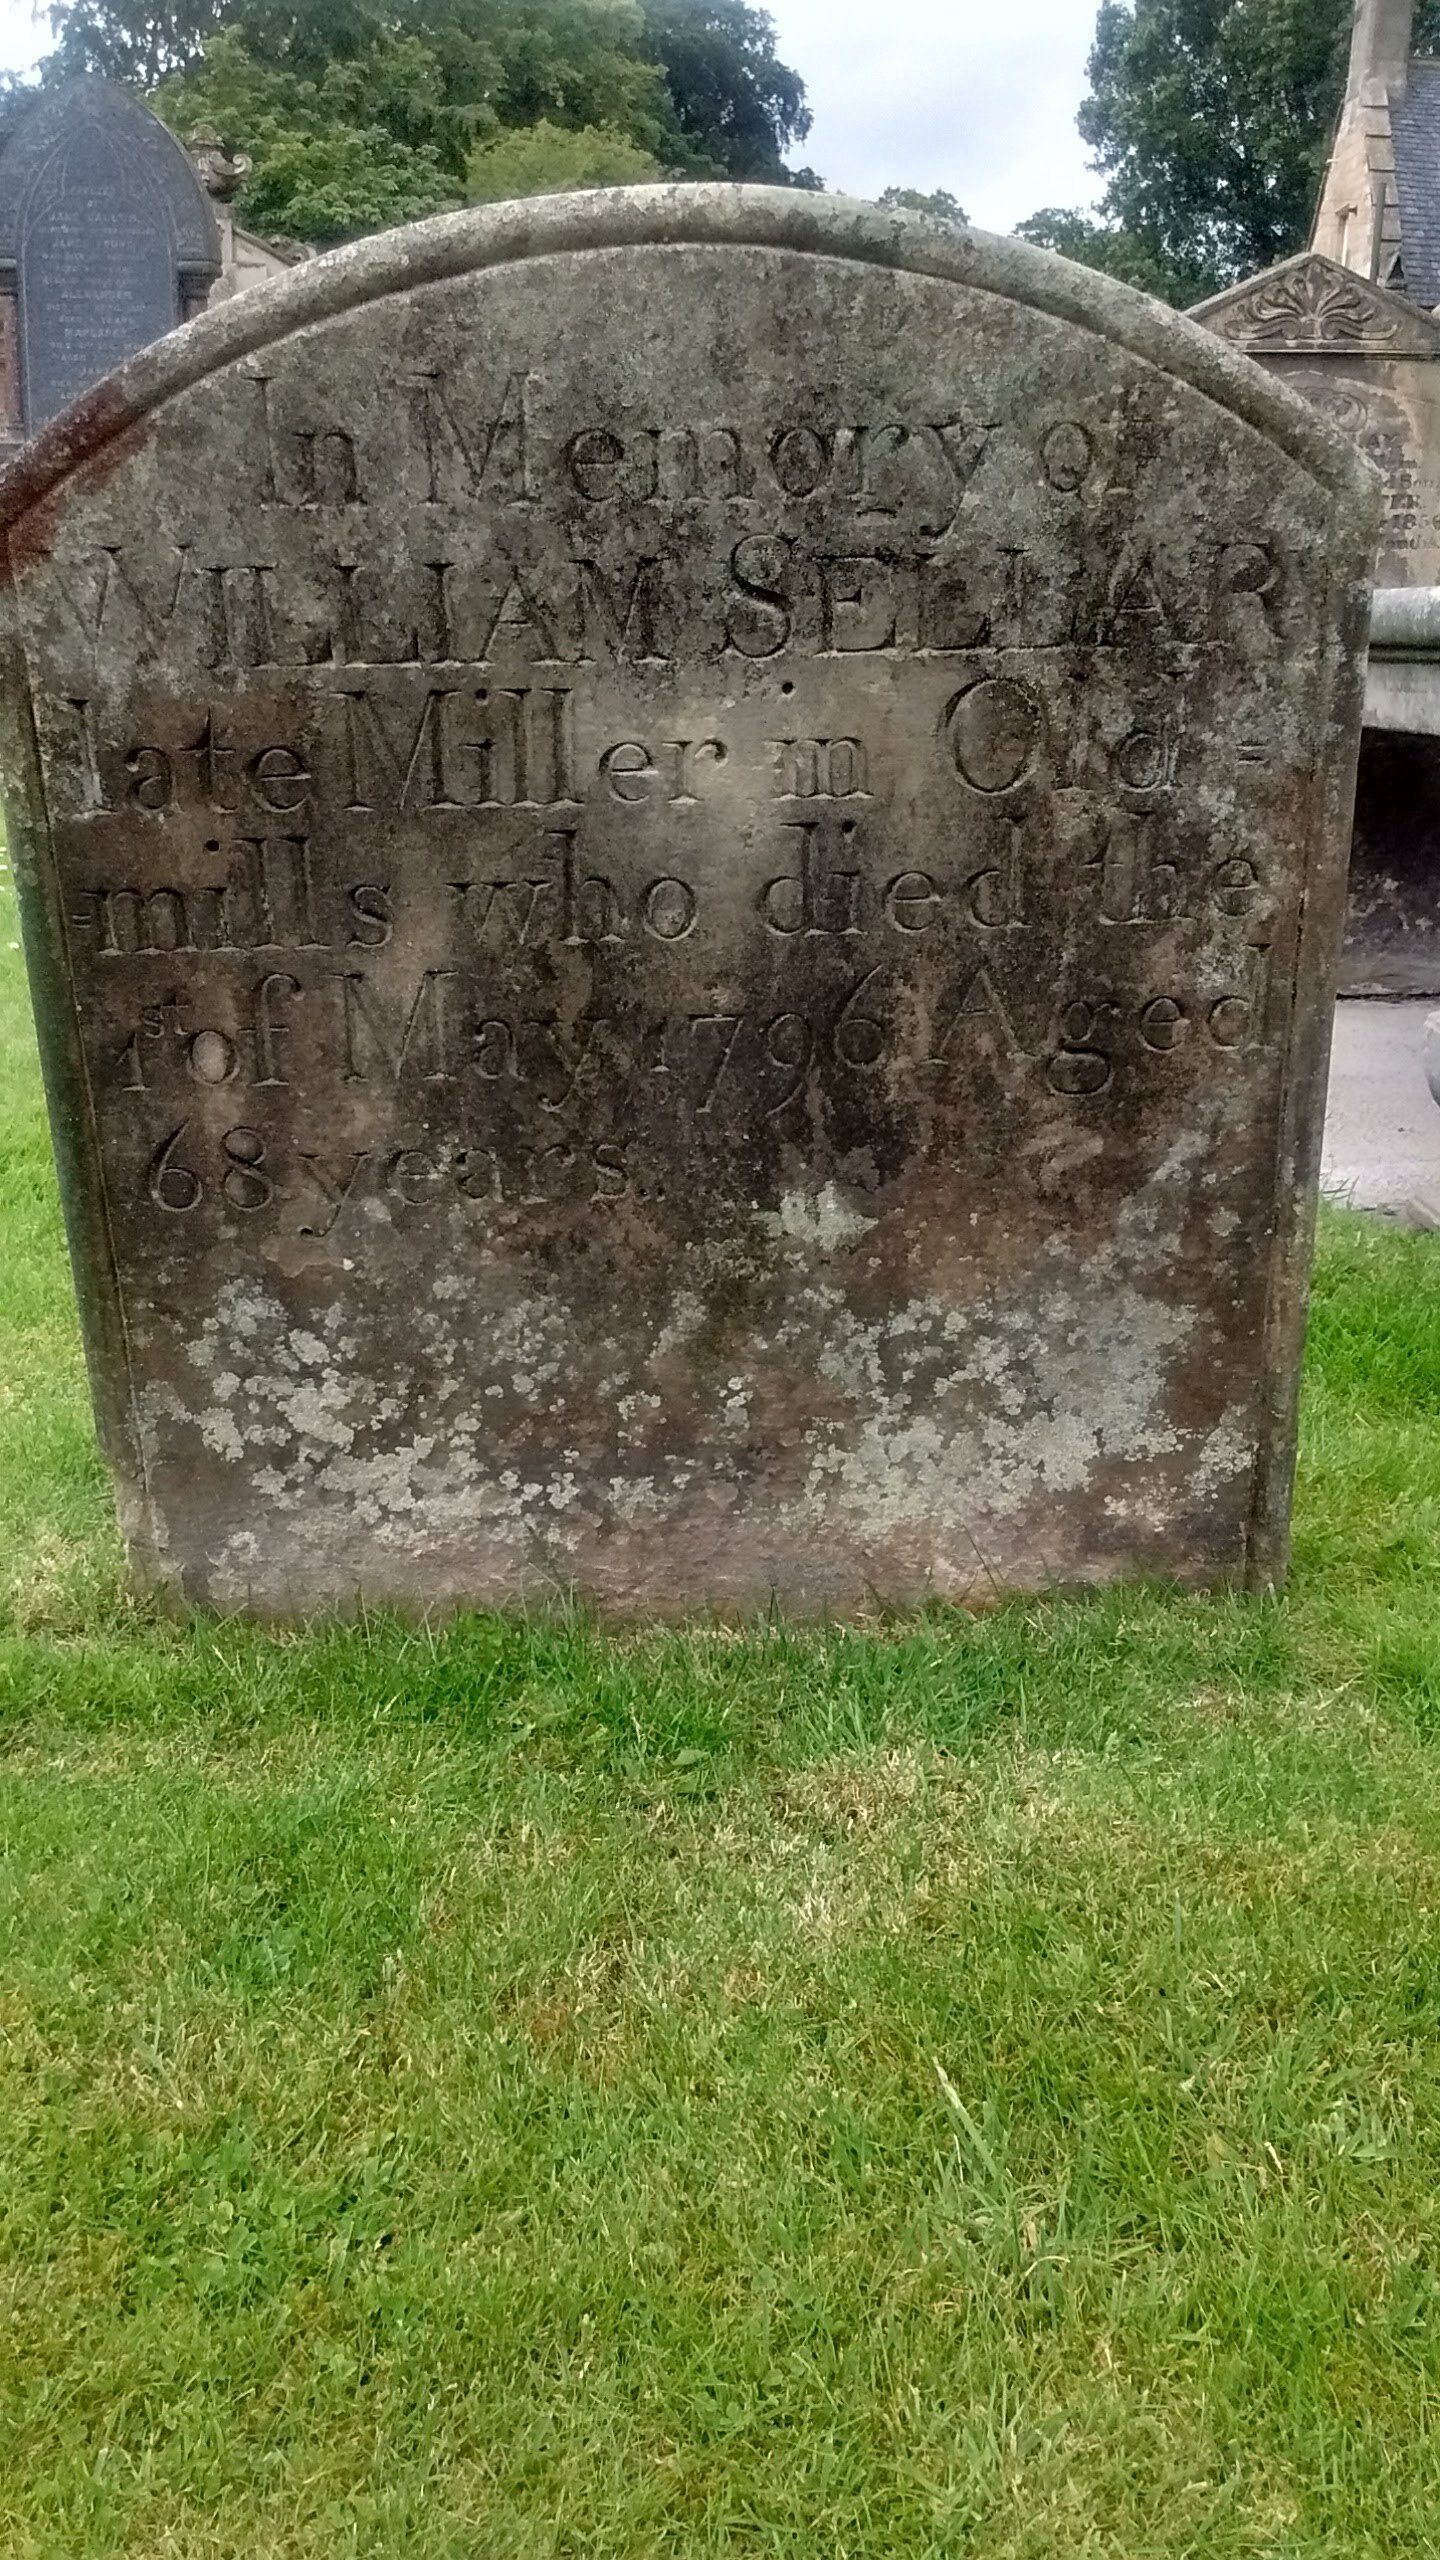 In Memory of
WILLIAM SELLAR
late Miller in Old-
-mills who died the
1st of May 1796 Aged
68 years.